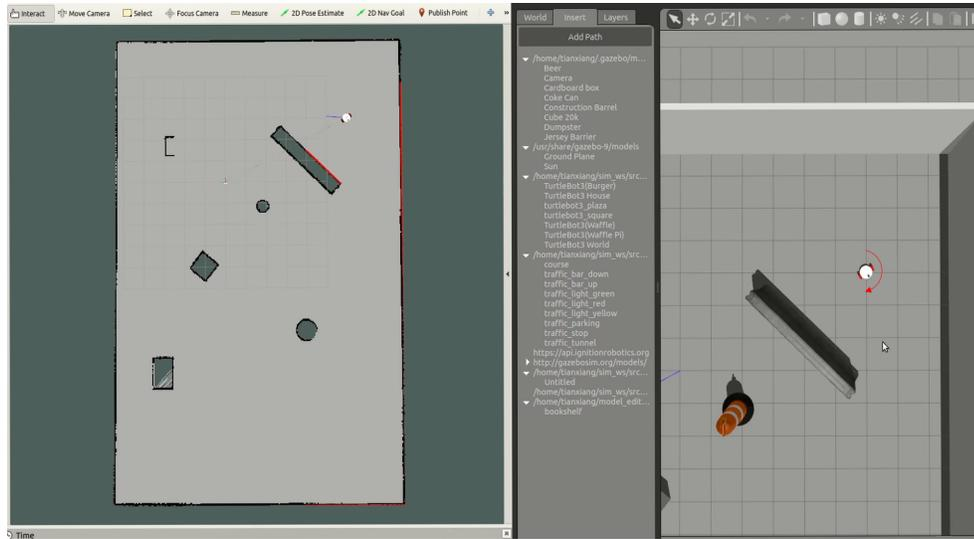 Interact Move Camera Select Focus Camera Measure 2D Pose Estimate 2D Nav Goal Publish Point »
Time
World Insert Layers
Add Path
/home/tianxiang/.gazebo/m...
Beer
Camera
Cardboard box
Coke Can
Construction Barrel
Cube 20k
Dumpster
Jersey Barrier
/usr/share/gazebo-9/models
Ground Plane
Sun
/home/tianxiang/sim_ws/src...
TurtleBot3(Burger)
TurtleBot3 House
turtlebot3_plaza
turtlebot3_square
TurtleBot3(Waffle)
TurtleBot3(Waffle Pi)
TurtleBot3 World
/home/tianxiang/sim_ws/src...
course
traffic_bar_down
traffic_bar_up
traffic_light_green
traffic_light_red
traffic_light_yellow
traffic_parking
traffic_stop
traffic_tunnel
https://api.ignitionrobotics.org
http://gazebosim.org/models/
/home/tianxiang/sim_ws/src...
Untitled
/home/tianxiang/sim_ws/src...
/home/tianxiang/model_edit...
bookshelf